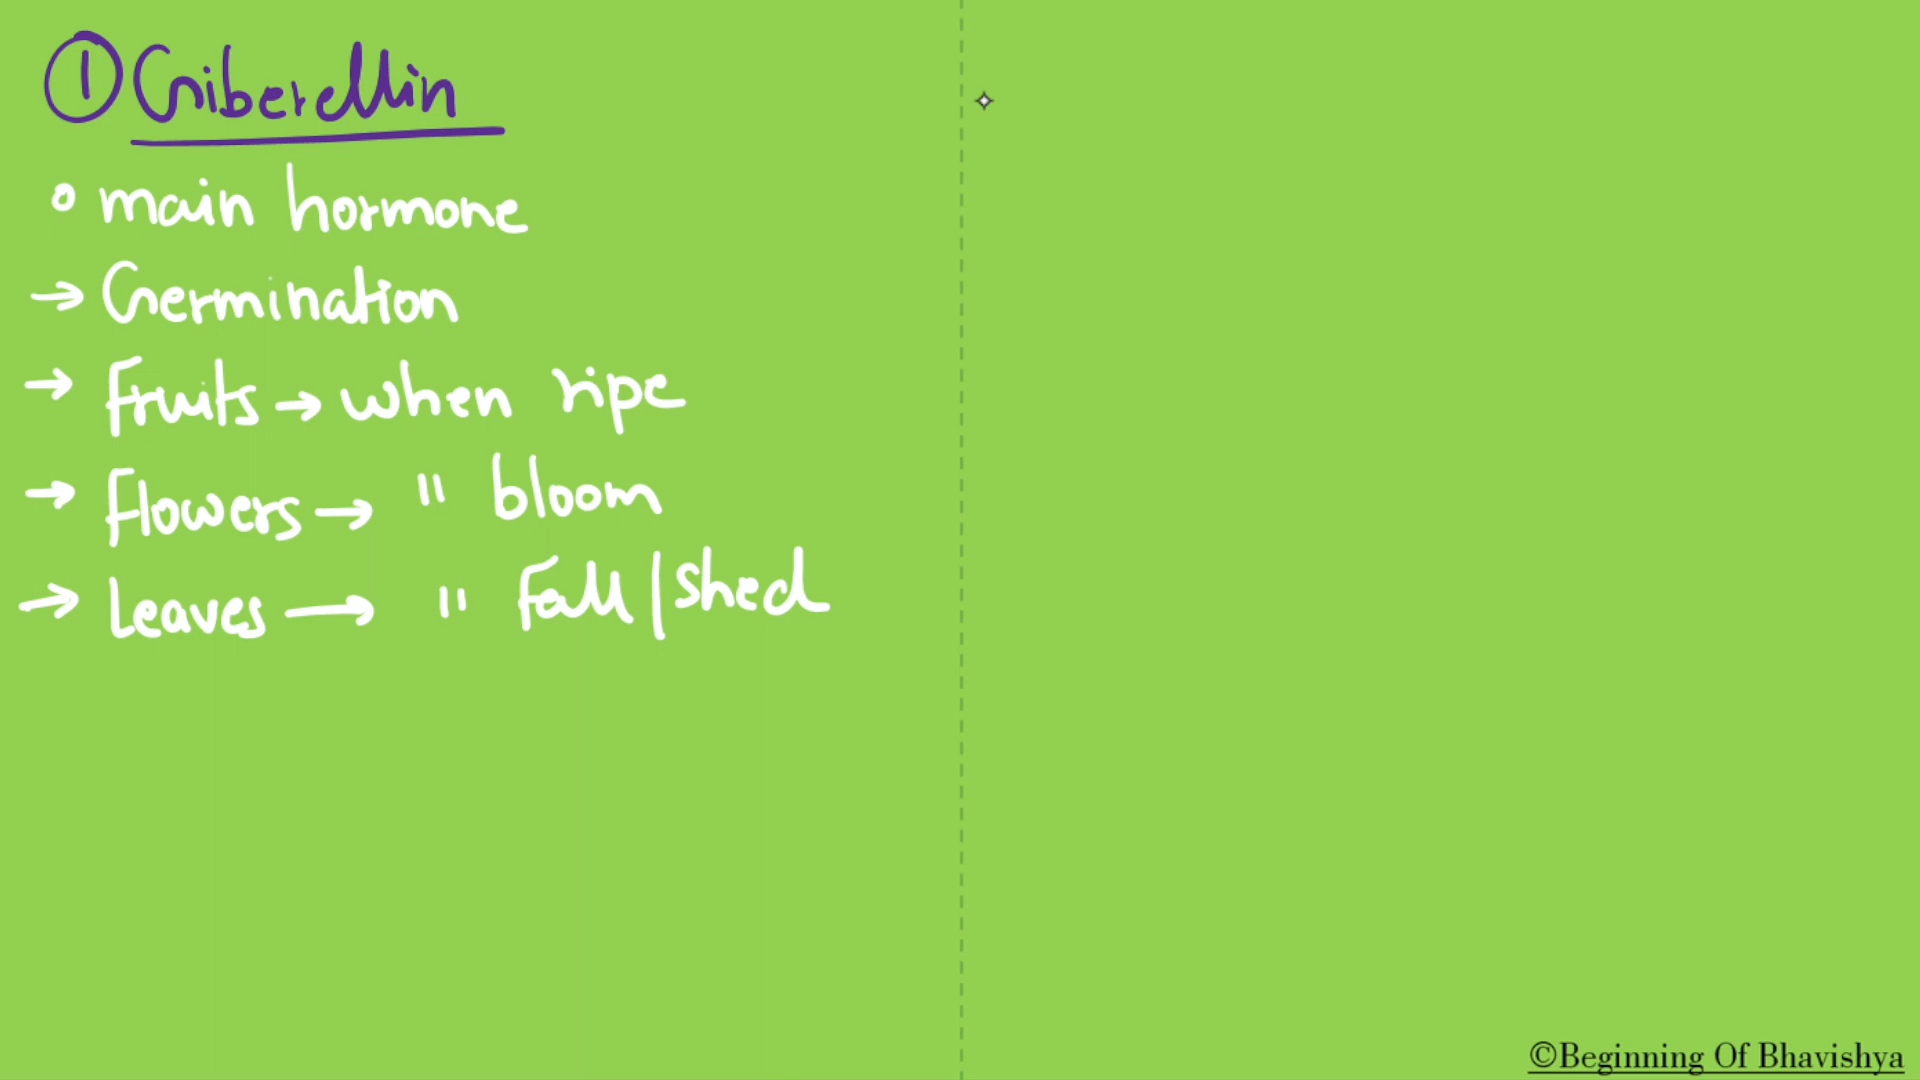 ① Giberellin
o main hormone
→ Germination
→ Fruits → when ripe
→ Flowers → " bloom
→ Leaves → " Fall | Shed
©Beginning Of Bhavishya